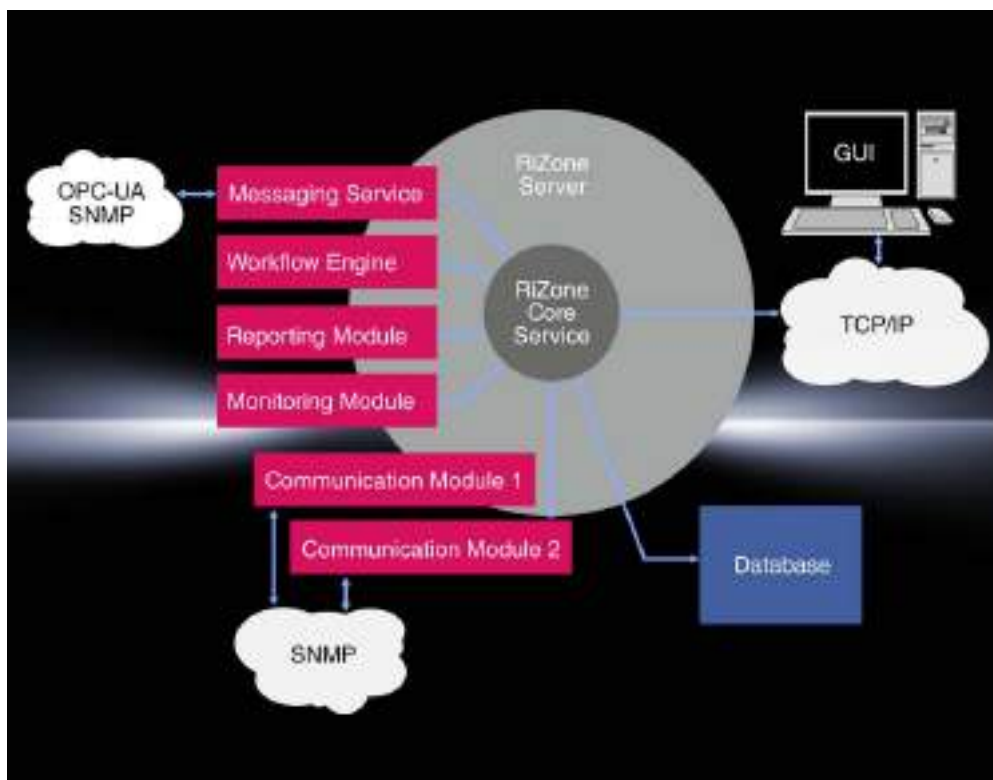 RiZone
Server
GUI
OPC-UA
SNMP
Messaging Service
Workflow Engine
RiZone
Core
Service
TCP/IP
Reporting Module
Monitoring Module
Communication Module 1
Communication Module 2
Database
SNMP